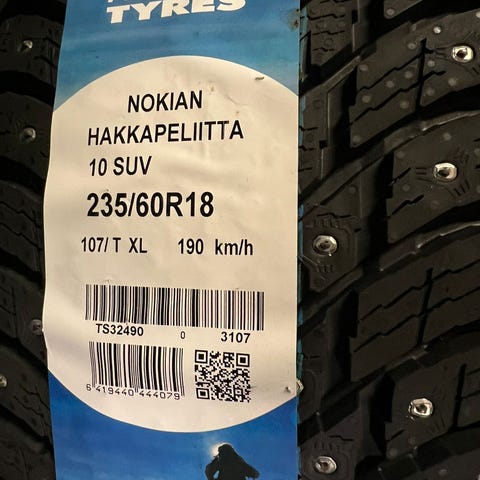 TYRES
NOKIAN
HAKKAPELIITTA
10 SUV
235/60R18
107/ T XL 190 km/h
TS32490 0 3107
6 419440 444079